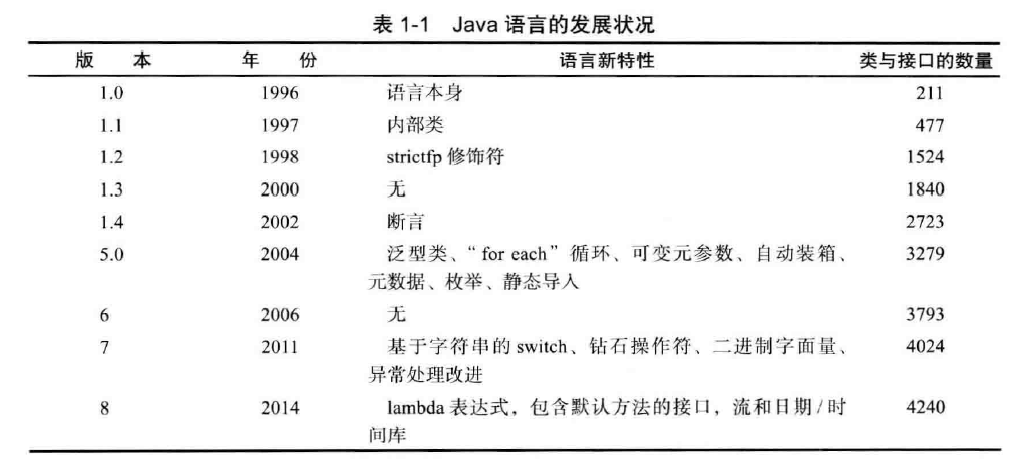 表 1-1 Java 语言的发展状况
版 本 年 份 语言新特性 类与接口的数量
1.0 1996 语言本身 211
1.1 1997 内部类 477
1.2 1998 strictfp 修饰符 1524
1.3 2000 无 1840
1.4 2002 断言 2723
5.0 2004 泛型类、“for each”循环、可变元参数、自动装箱、 3279
元数据、枚举、静态导入
6 2006 无 3793
7 2011 基于字符串的 switch、钻石操作符、二进制字面量、 4024
异常处理改进
8 2014 lambda 表达式，包含默认方法的接口，流和日期/时 4240
间库